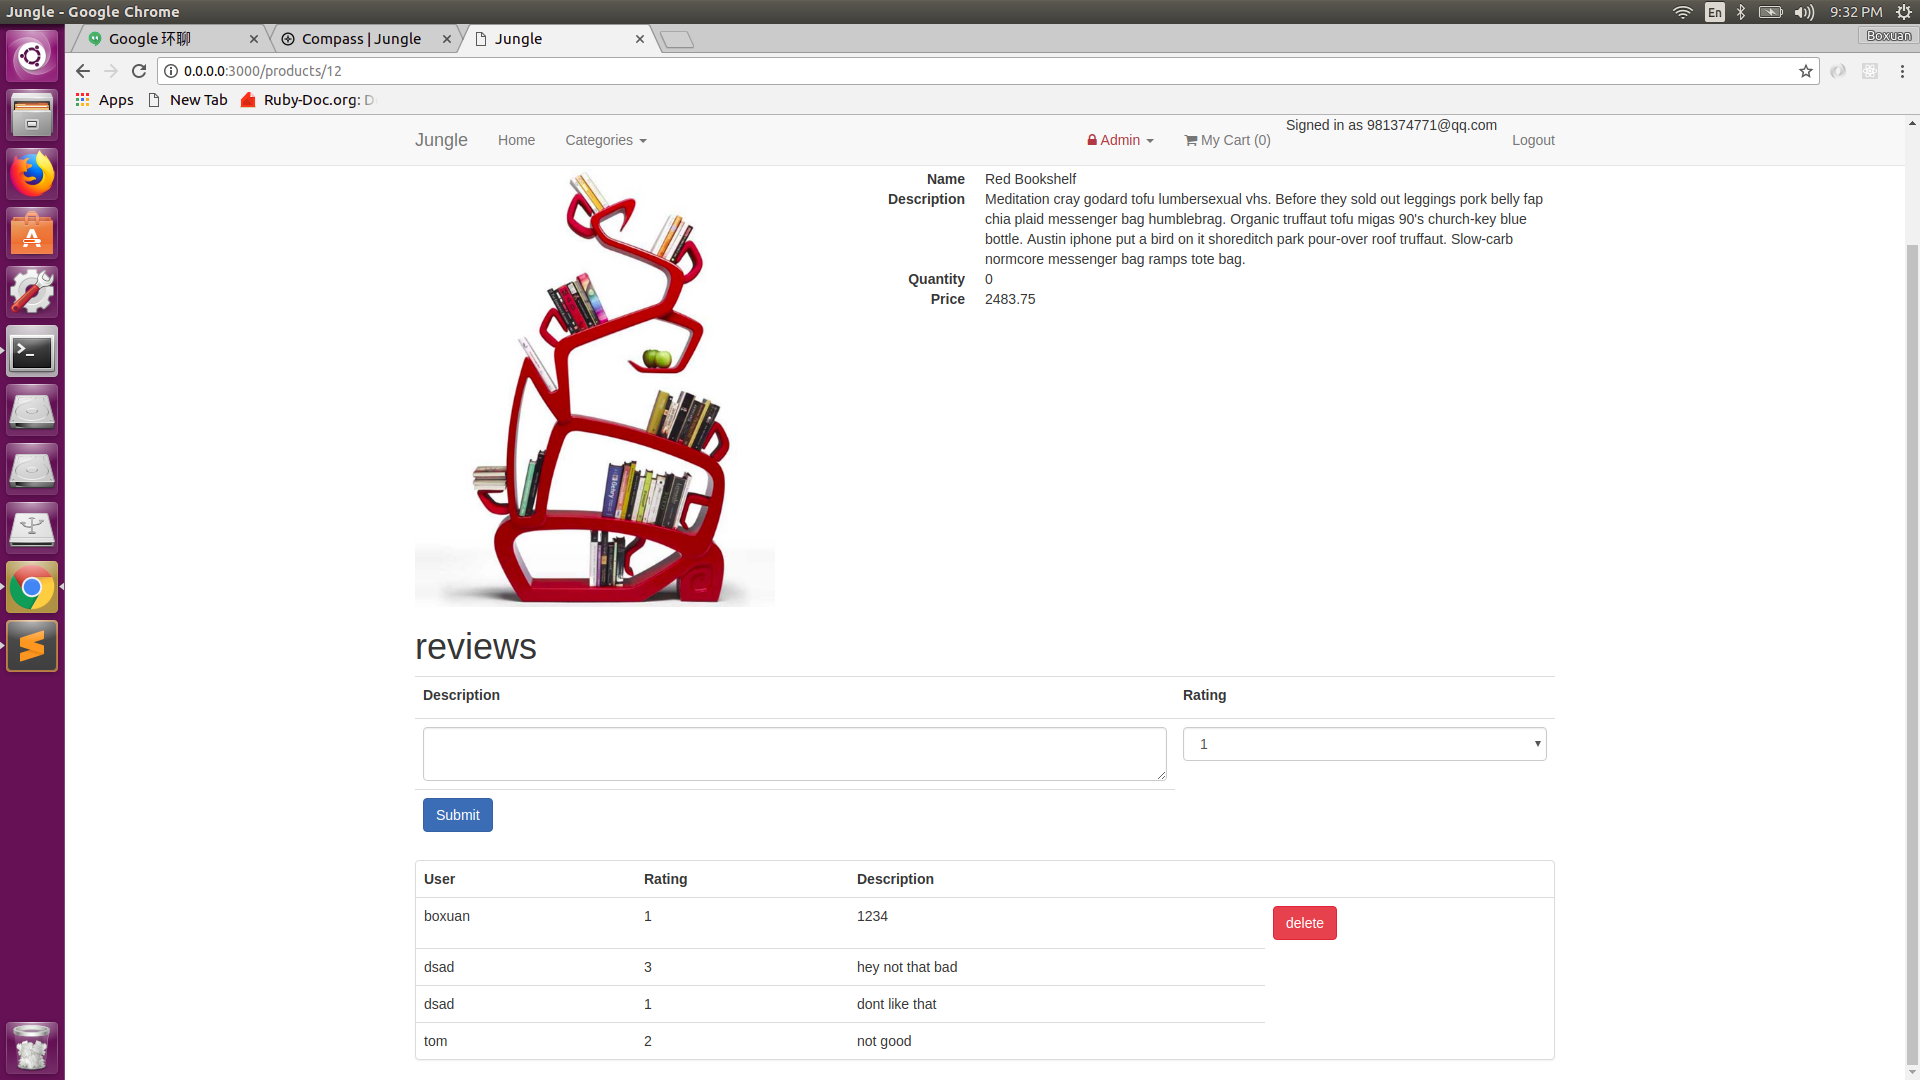 Jungle - Google Chrome
En
9:32 PM
Google 环聊
Compass | Jungle
Jungle
Boxuan
0.0.0.0:3000/products/12
Apps
New Tab
Ruby-Doc.org: D
Jungle
Home
Categories
Admin
My Cart (0)
Signed in as 981374771@qq.com
Logout
Name
Red Bookshelf
Description
Meditation cray godard tofu lumbersexual vhs. Before they sold out leggings pork belly fap
chia plaid messenger bag humblebrag. Organic truffaut tofu migas 90's church-key blue
bottle. Austin iphone put a bird on it shoreditch park pour-over roof truffaut. Slow-carb
normcore messenger bag ramps tote bag.
Quantity
0
Price
2483.75
reviews
Description
Rating
1
Submit
User
Rating
Description
boxuan
1
1234
delete
dsad
3
hey not that bad
dsad
1
dont like that
tom
2
not good